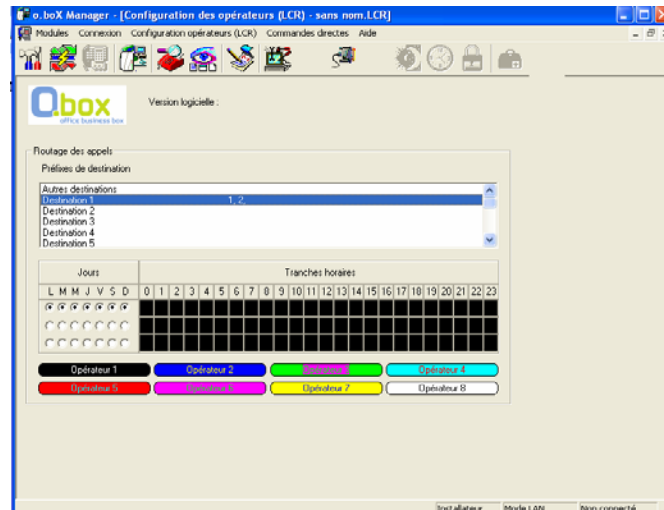 o.boX Manager - [Configuration des opérateurs (LCR) - sans nom.LCR]
Modules Connexion Configuration opérateurs (LCR) Commandes directes Aide
O.box
office business box
Version logicielle :
Routage des appels
Préfixes de destination
Autres destinations
Destination 1 1, 2,
Destination 2
Destination 3
Destination 4
Destination 5
Jours Tranches horaires
L M M J V S D 0 1 2 3 4 5 6 7 8 9 10 11 12 13 14 15 16 17 18 19 20 21 22 23
Opérateur 1 Opérateur 2 Opérateur 3 Opérateur 4
Opérateur 5 Opérateur 6 Opérateur 7 Opérateur 8
Installateur Mode LAN Non connecté